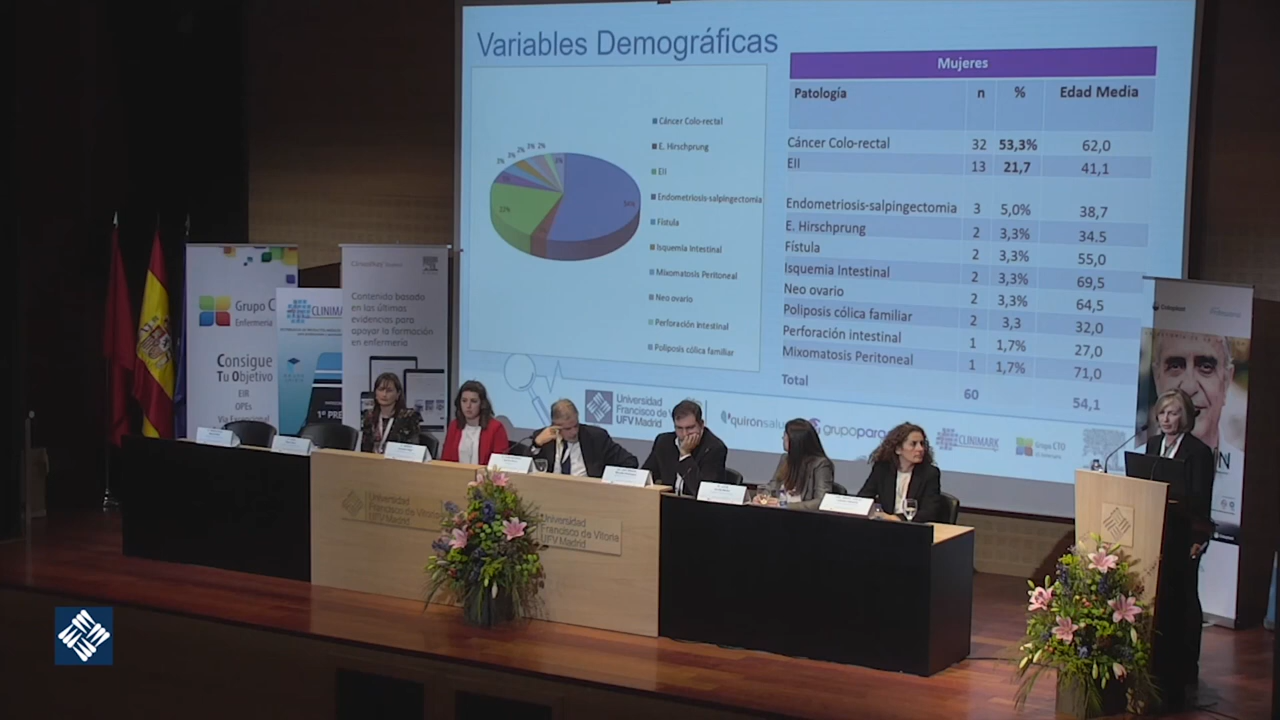 Variables Demográficas
Cáncer Colo-rectal
E. Hirschprung
EII
Endometriosis-salpingectomia
Fístula
Isquemía Intestinal
Mixomatosis Peritoneal
Neo ovario
Perforación intestinal
Poliposis cólica familiar
Mujeres
Patología n % Edad Media
Cáncer Colo-rectal 32 53,3% 62,0
EII 13 21,7 41,1
Endometriosis-salpingectomia 3 5,0% 38,7
E. Hirschprung 2 3,3% 34.5
Fístula 2 3,3% 55,0
Isquemia Intestinal 2 3,3% 69,5
Neo ovario 2 3,3% 64,5
Poliposis cólica familiar 2 3,3 32,0
Perforación intestinal 1 1,7% 27,0
Mixomatosis Peritoneal 1 1,7% 71,0
Total 60 54,1
Universidad
Francisco de
UFV Madrid
quironsalu
grupopara
CLINIMARK
Grupo CTO
Grupo C
Enfermería
Consigue
Tu Objetivo
EIR
OPEs
CLINIMA
1º PRE
Contenido basado
en las últimas
evidencias para
apoyar la formación
en enfermería
Universidad
Francisco de Vitoria
UFV Madrid
Universidad
Francisco de Vitoria
UFV Madrid